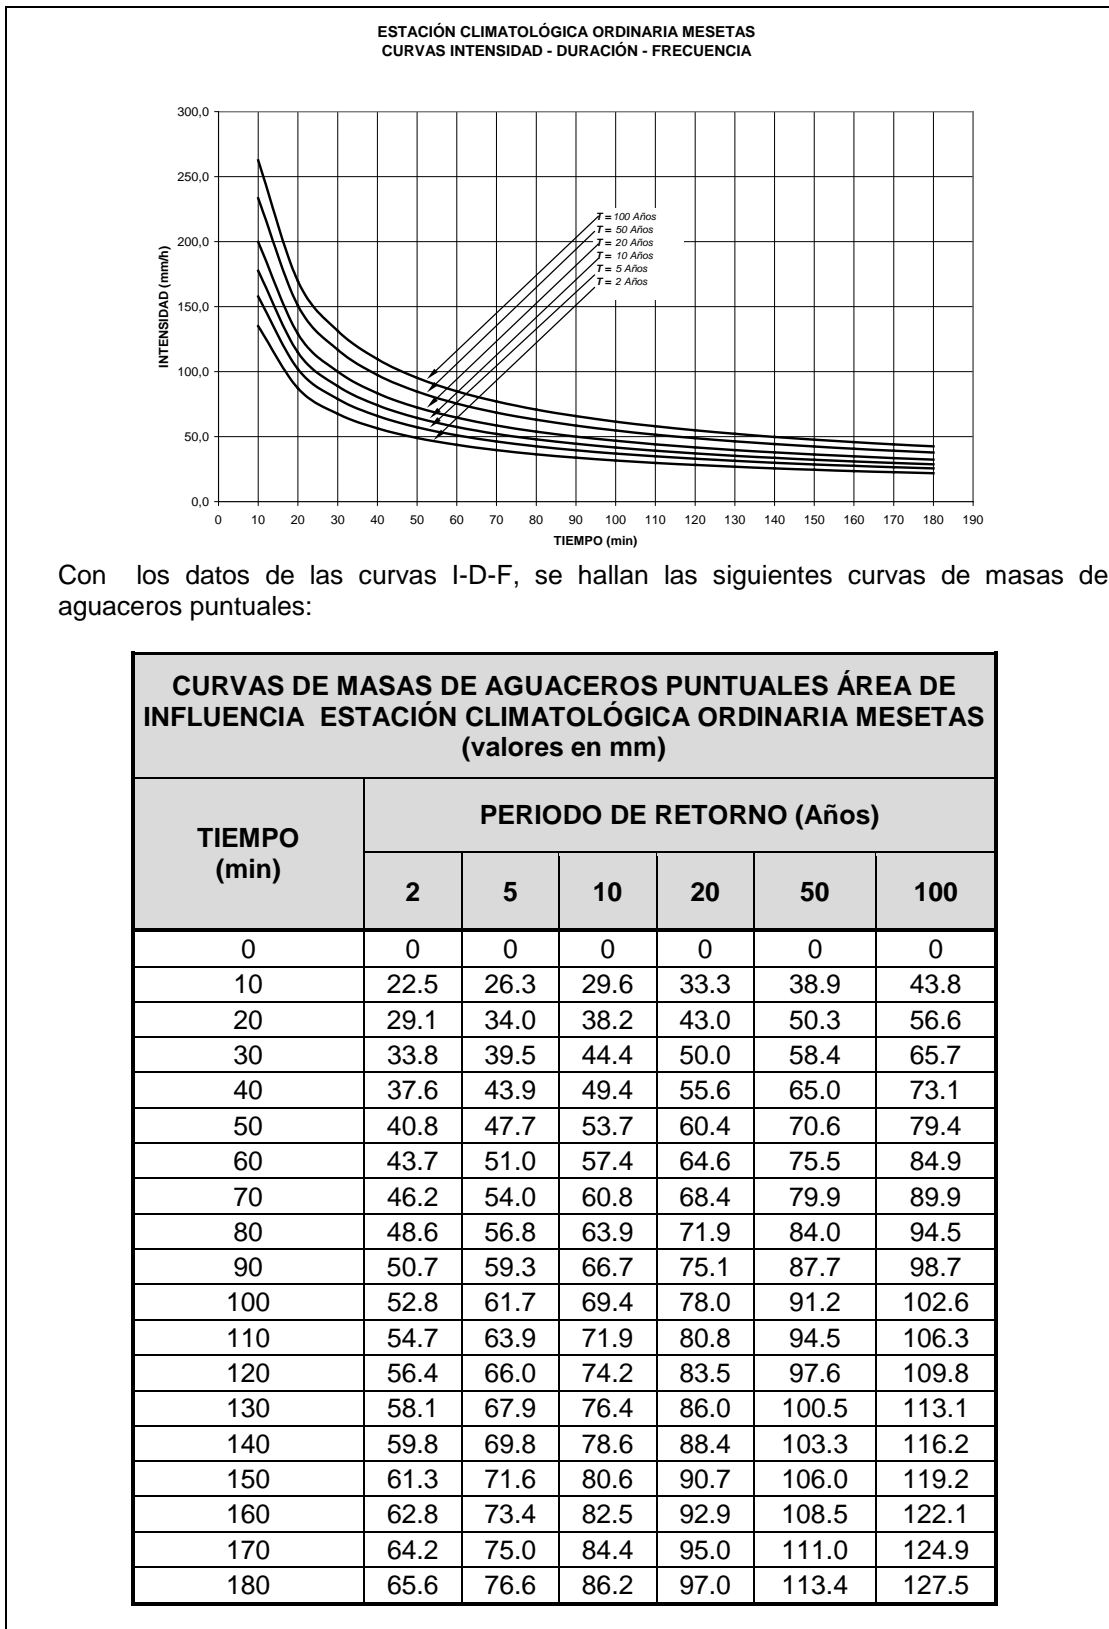 ESTACIÓN CLIMATOLÓGICA ORDINARIA MESETAS
CURVAS INTENSIDAD - DURACIÓN - FRECUENCIA
300,0
250,0
200,0
150,0
100,0
50,0
0,0
INTENSIDAD (mm/h)
T = 100 Años
T = 50 Años
T = 20 Años
T = 10 Años
T = 5 Años
T = 2 Años
0 10 20 30 40 50 60 70 80 90 100 110 120 130 140 150 160 170 180 190
TIEMPO (min)
Con los datos de las curvas I-D-F, se hallan las siguientes curvas de masas de
aguaceros puntuales:
CURVAS DE MASAS DE AGUACEROS PUNTUALES ÁREA DE
INFLUENCIA ESTACIÓN CLIMATOLÓGICA ORDINARIA MESETAS
(valores en mm)
TIEMPO
(min)
PERIODO DE RETORNO (Años)
2 5 10 20 50 100
0 0 0 0 0 0 0
10 22.5 26.3 29.6 33.3 38.9 43.8
20 29.1 34.0 38.2 43.0 50.3 56.6
30 33.8 39.5 44.4 50.0 58.4 65.7
40 37.6 43.9 49.4 55.6 65.0 73.1
50 40.8 47.7 53.7 60.4 70.6 79.4
60 43.7 51.0 57.4 64.6 75.5 84.9
70 46.2 54.0 60.8 68.4 79.9 89.9
80 48.6 56.8 63.9 71.9 84.0 94.5
90 50.7 59.3 66.7 75.1 87.7 98.7
100 52.8 61.7 69.4 78.0 91.2 102.6
110 54.7 63.9 71.9 80.8 94.5 106.3
120 56.4 66.0 74.2 83.5 97.6 109.8
130 58.1 67.9 76.4 86.0 100.5 113.1
140 59.8 69.8 78.6 88.4 103.3 116.2
150 61.3 71.6 80.6 90.7 106.0 119.2
160 62.8 73.4 82.5 92.9 108.5 122.1
170 64.2 75.0 84.4 95.0 111.0 124.9
180 65.6 76.6 86.2 97.0 113.4 127.5